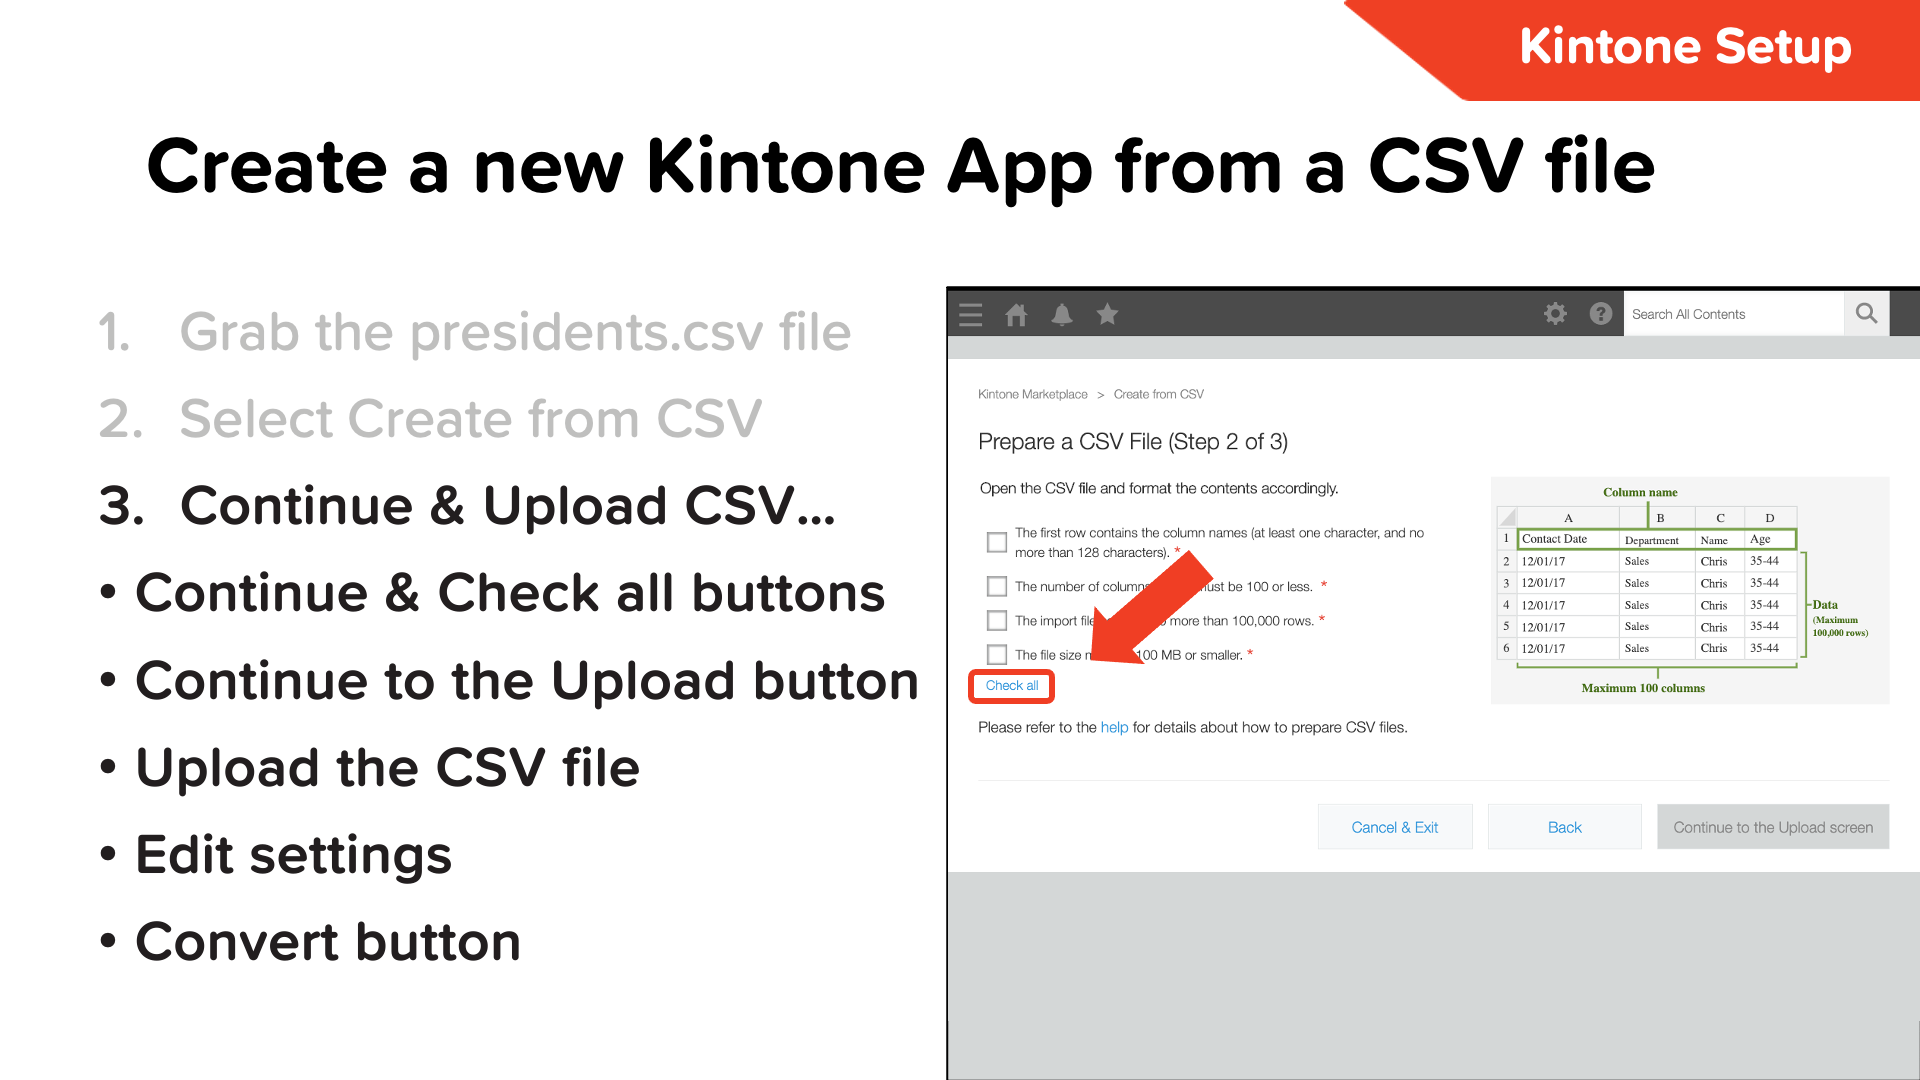 Kintone Setup
Create a new Kintone App from a CSV file
1. Grab the presidents.csv file
2. Select Create from CSV
3. Continue & Upload CSV...
• Continue & Check all buttons
• Continue to the Upload button
• Upload the CSV file
• Edit settings
• Convert button
Search All Contents
Kintone Marketplace > Create from CSV
Prepare a CSV File (Step 2 of 3)
Open the CSV file and format the contents accordingly.
The first row contains the column names (at least one character, and no
more than 128 characters). *
The number of columns must be 100 or less. *
The import file more than 100,000 rows. *
The file size 100 MB or smaller. *
Check all
Please refer to the help for details about how to prepare CSV files.
Column name
A B C D
1 Contact Date Department Name Age
2 12/01/17 Sales Chris 35-44
3 12/01/17 Sales Chris 35-44
4 12/01/17 Sales Chris 35-44
5 12/01/17 Sales Chris 35-44
6 12/01/17 Sales Chris 35-44
Data
(Maximum
100,000 rows)
Maximum 100 columns
Cancel & Exit
Back
Continue to the Upload screen